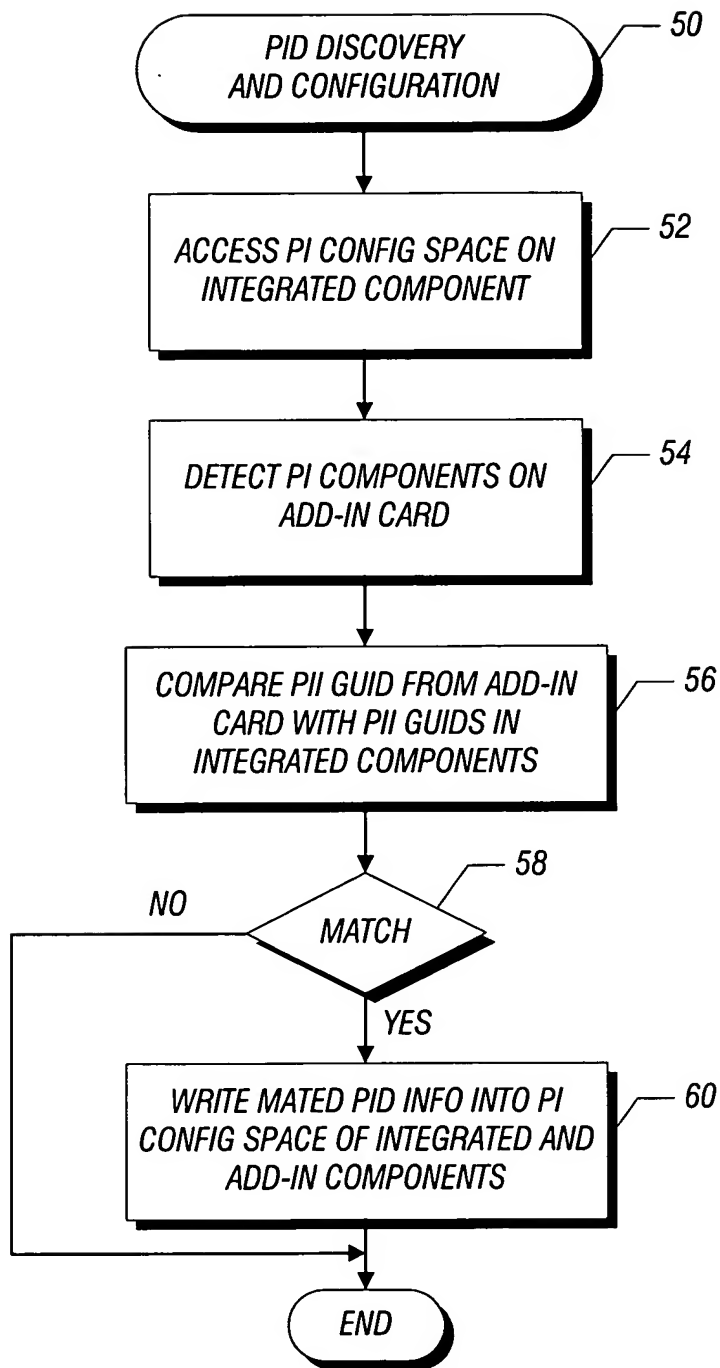 PID DISCOVERY
AND CONFIGURATION
50
ACCESS PI CONFIG SPACE ON
INTEGRATED COMPONENT
52
DETECT PI COMPONENTS ON
ADD-IN CARD
54
COMPARE PII GUID FROM ADD-IN
CARD WITH PII GUIDS IN
INTEGRATED COMPONENTS
56
58
NO
MATCH
YES
WRITE MATED PID INFO INTO PI
CONFIG SPACE OF INTEGRATED AND
ADD-IN COMPONENTS
60
END